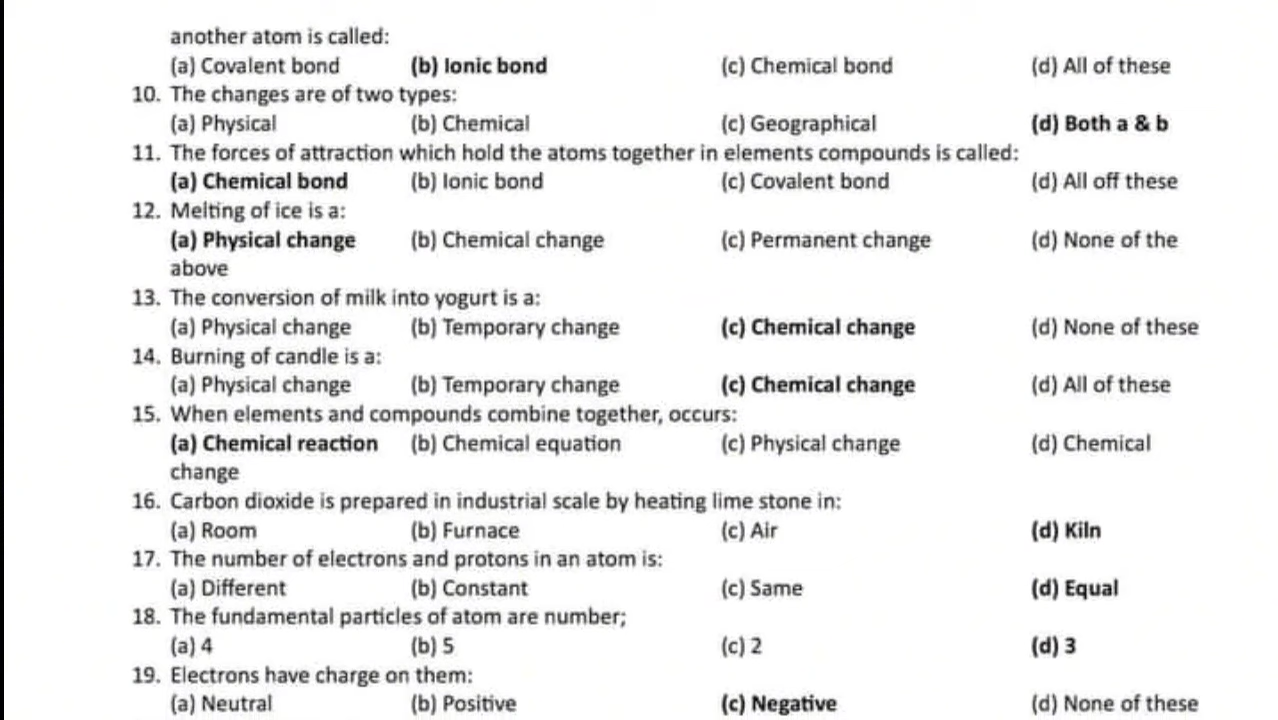 another atom is called:
(a) Covalent bond (b) Ionic bond (c) Chemical bond (d) All of these
10. The changes are of two types:
(a) Physical (b) Chemical (c) Geographical (d) Both a & b
11. The forces of attraction which hold the atoms together in elements compounds is called:
(a) Chemical bond (b) Ionic bond (c) Covalent bond (d) All off these
12. Melting of ice is a:
(a) Physical change (b) Chemical change (c) Permanent change (d) None of the
above
13. The conversion of milk into yogurt is a:
(a) Physical change (b) Temporary change (c) Chemical change (d) None of these
14. Burning of candle is a:
(a) Physical change (b) Temporary change (c) Chemical change (d) All of these
15. When elements and compounds combine together, occurs:
(a) Chemical reaction (b) Chemical equation (c) Physical change (d) Chemical
change
16. Carbon dioxide is prepared in industrial scale by heating lime stone in:
(a) Room (b) Furnace (c) Air (d) Kiln
17. The number of electrons and protons in an atom is:
(a) Different (b) Constant (c) Same (d) Equal
18. The fundamental particles of atom are number;
(a) 4 (b) 5 (c) 2 (d) 3
19. Electrons have charge on them:
(a) Neutral (b) Positive (c) Negative (d) None of these